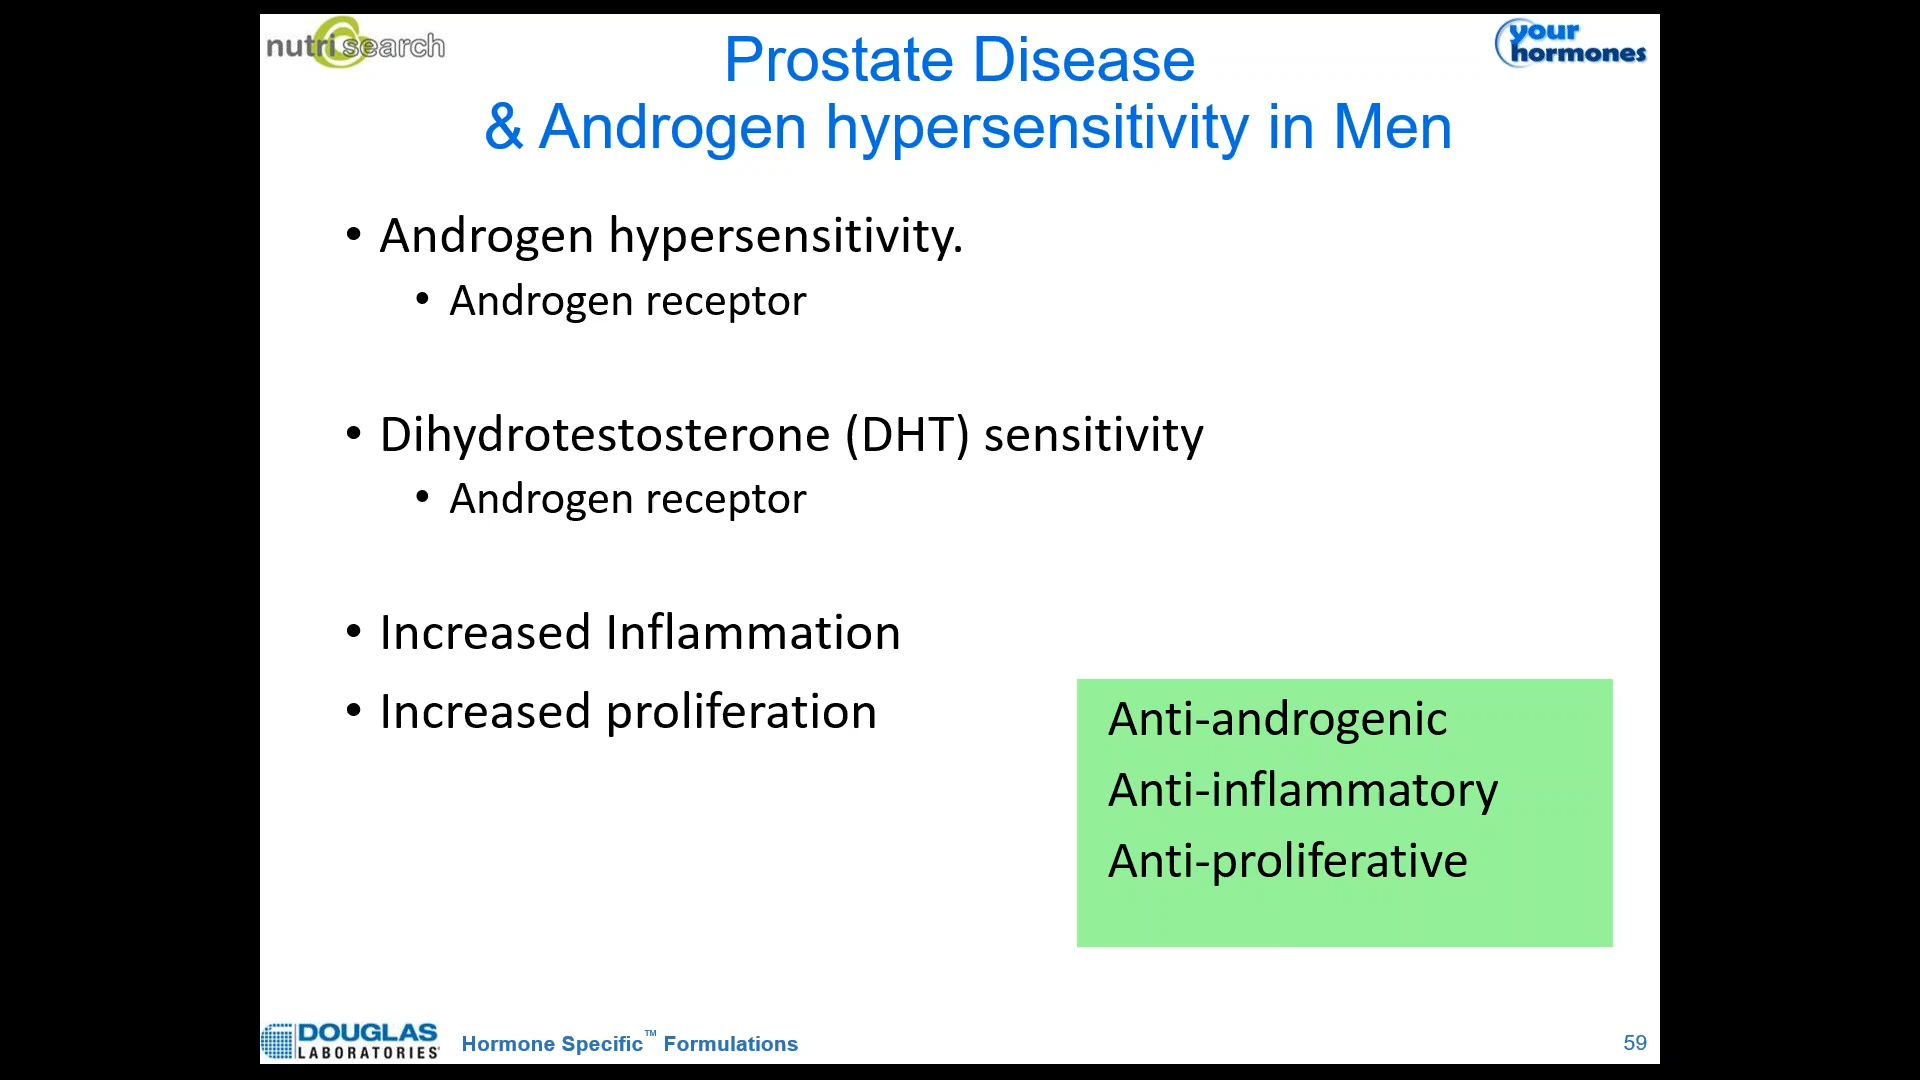 nutrisearch
your
hormones
Prostate Disease
& Androgen hypersensitivity in Men
• Androgen hypersensitivity.
• Androgen receptor
• Dihydrotestosterone (DHT) sensitivity
• Androgen receptor
• Increased Inflammation
• Increased proliferation
Anti-androgenic
Anti-inflammatory
Anti-proliferative
DOUGLAS
LABORATORIES
Hormone Specific™ Formulations
59